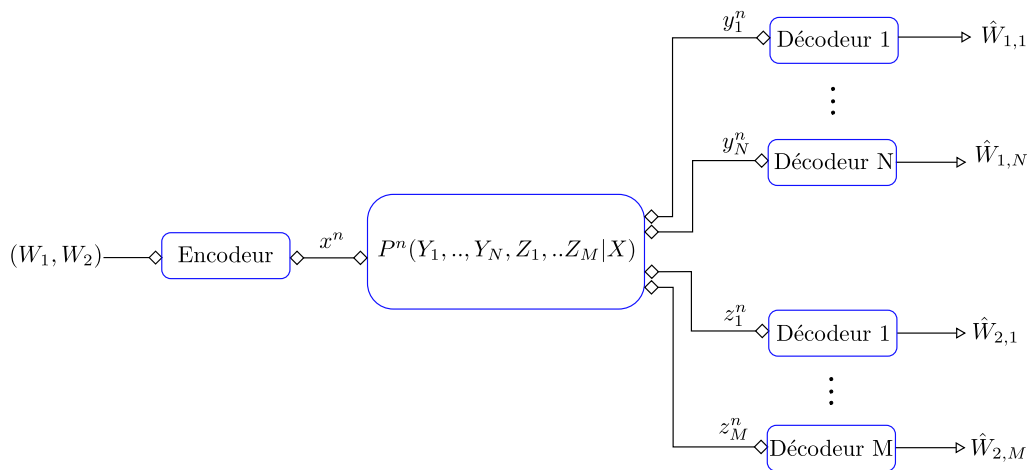 y_1^n
Décodeur 1
Ŵ_{1,1}
⋮
y_N^n
Décodeur N
Ŵ_{1,N}
(W_1, W_2)
Encodeur
x^n
P^n(Y_1, .., Y_N, Z_1, ..Z_M|X)
z_1^n
Décodeur 1
Ŵ_{2,1}
⋮
z_M^n
Décodeur M
Ŵ_{2,M}